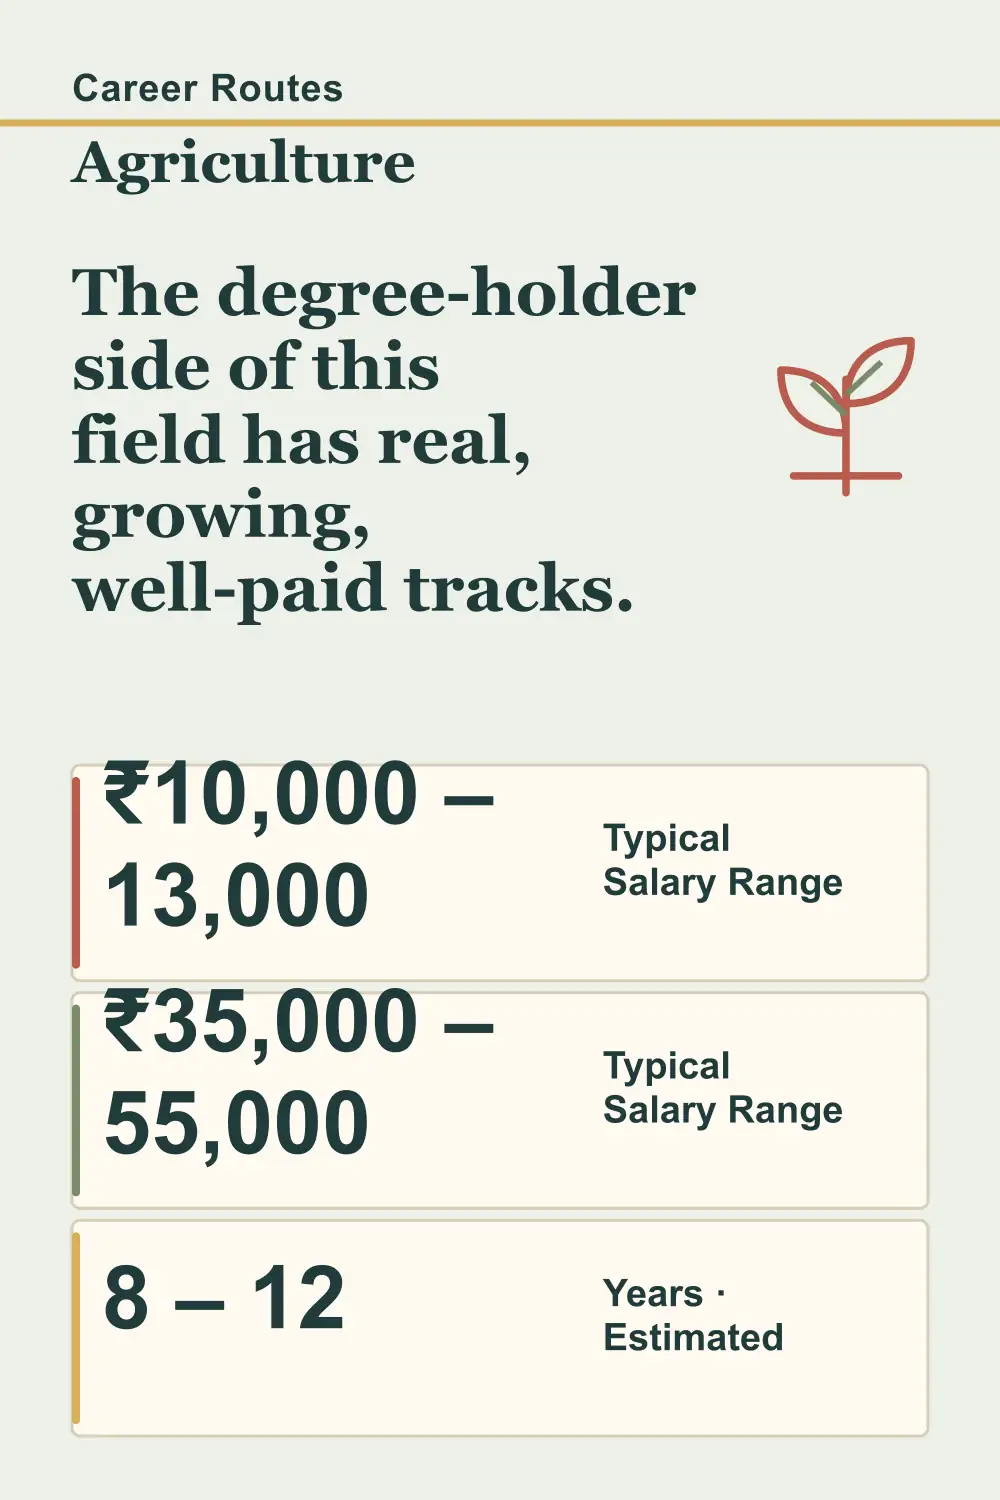 Career Routes
Agriculture
The degree-holder
side of this
field has real,
growing,
well-paid tracks.
₹10,000 –
13,000
Typical
Salary Range
₹35,000 –
55,000
Typical
Salary Range
8 – 12
Years ·
Estimated